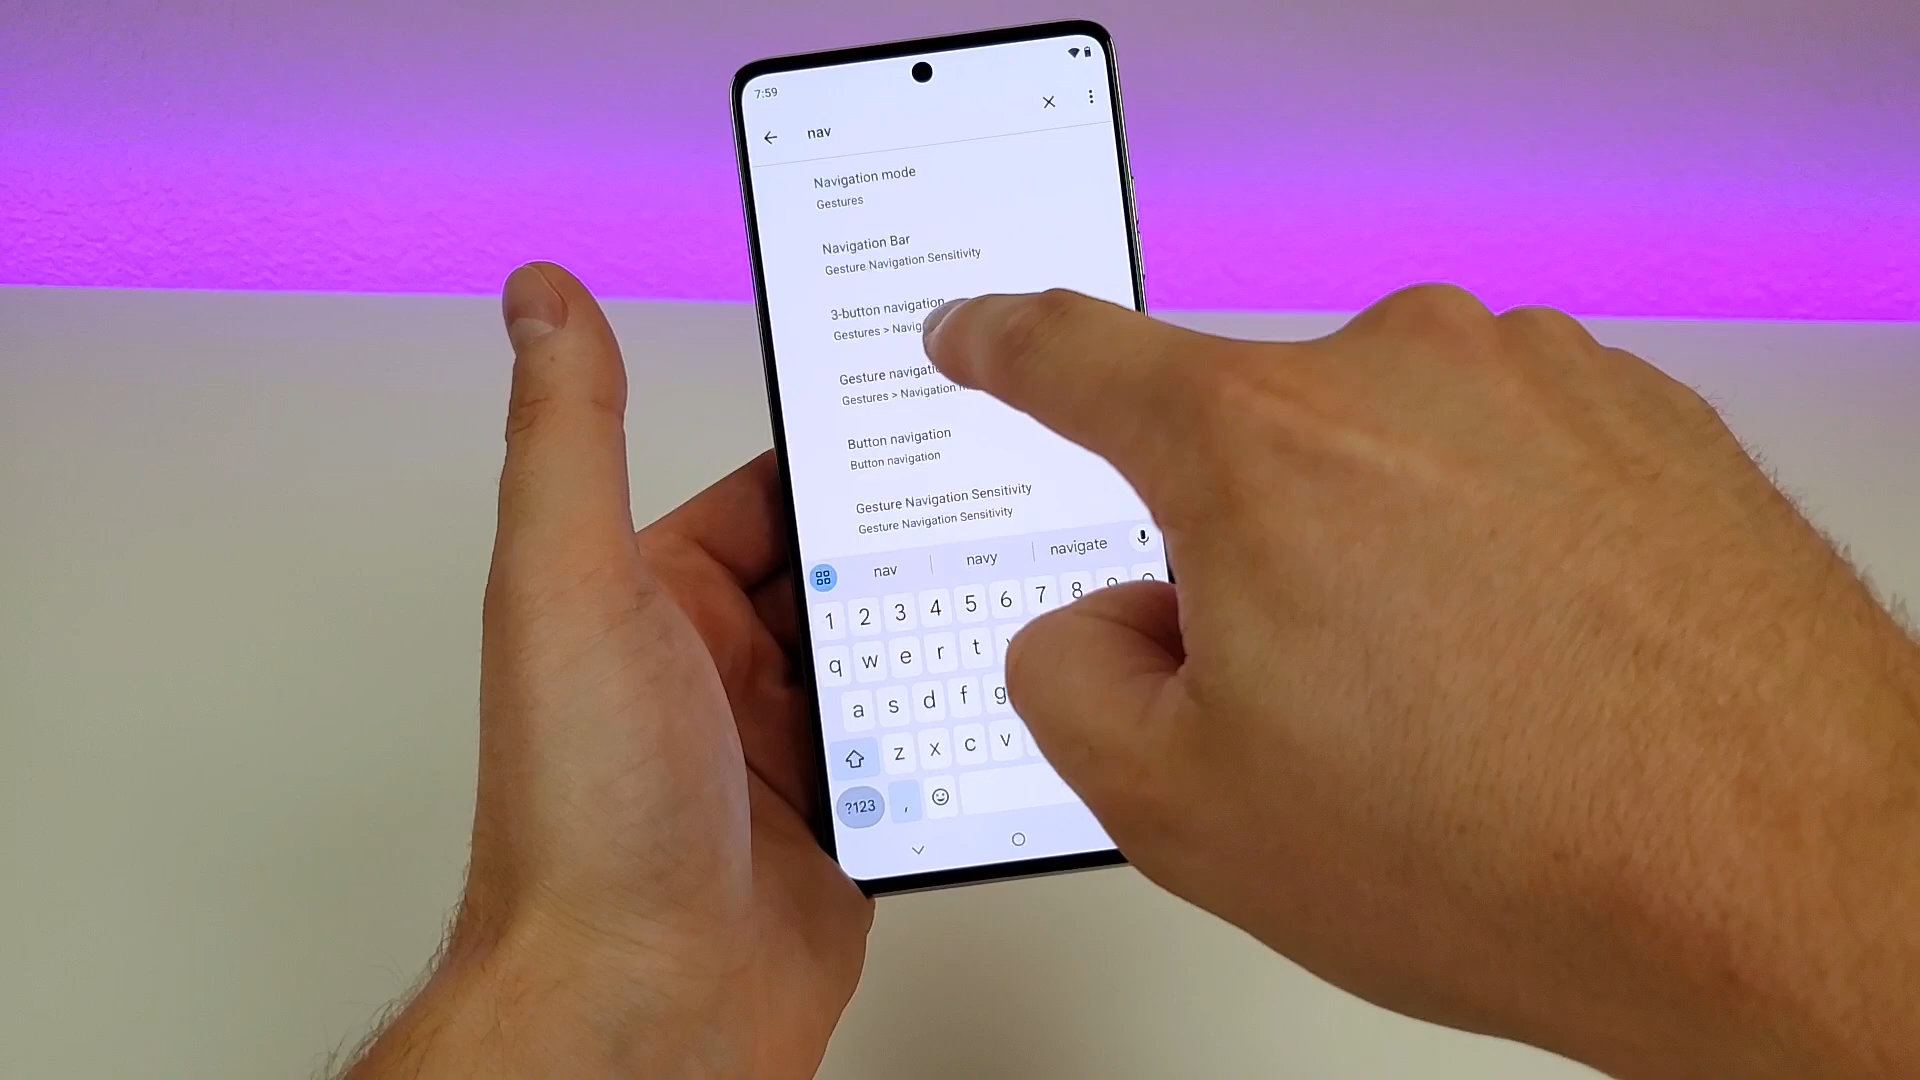 7:59
nav
Navigation mode
Gestures
Navigation Bar
Gesture Navigation Sensitivity
3-button navigation
Gestures >
Gesture
Gestures > Navigation
Button navigation
Button navigation
Gesture Navigation Sensitivity
Gesture Navigation Sensitivity
nav navy navigate
1 2 3 4 5 6 7 8
q w e r t
a s d f g
z x c v
?123 ,